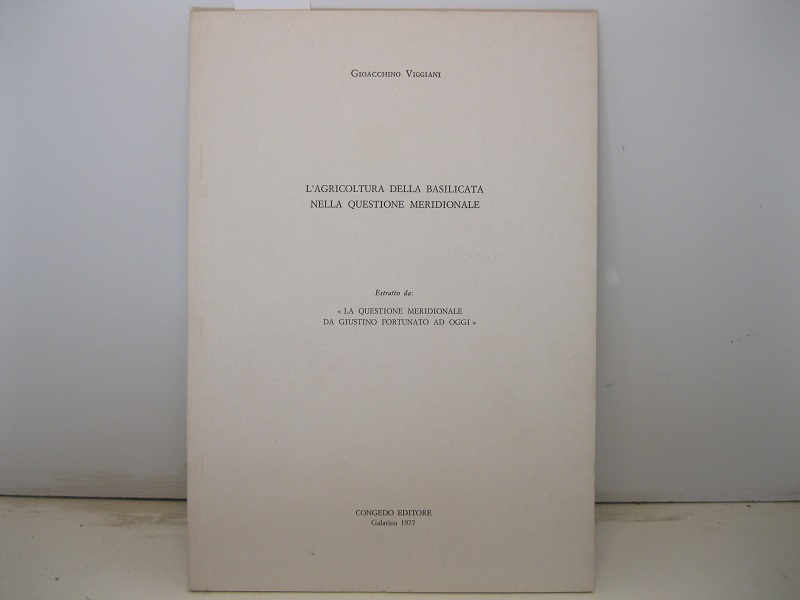 Gioacchino Viggiani
L'AGRICOLTURA DELLA BASILICATA
NELLA QUESTIONE MERIDIONALE
Estratto da:
« LA QUESTIONE MERIDIONALE
DA GIUSTINO FORTUNATO AD OGGI »
CONGEDO EDITORE
Galatina 1977